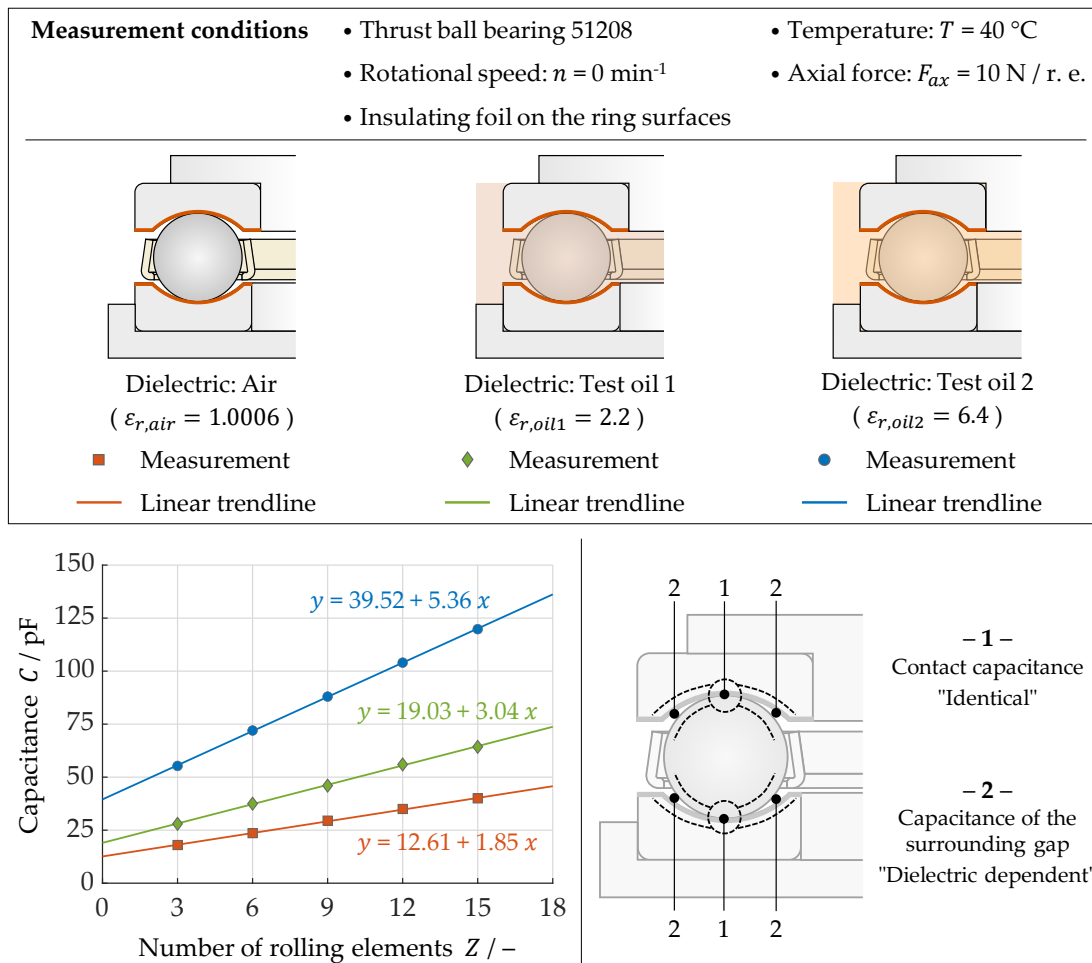 Measurement conditions
• Thrust ball bearing 51208
• Rotational speed: n = 0 min⁻¹
• Insulating foil on the ring surfaces
• Temperature: T = 40 °C
• Axial force: F_ax = 10 N / r. e.
Dielectric: Air
( ε_r,air = 1.0006 )
Measurement
Linear trendline
Dielectric: Test oil 1
( ε_r,oil1 = 2.2 )
Measurement
Linear trendline
Dielectric: Test oil 2
( ε_r,oil2 = 6.4 )
Measurement
Linear trendline
Capacitance C / pF
150
125
100
75
50
25
0
y = 39.52 + 5.36 x
y = 19.03 + 3.04 x
y = 12.61 + 1.85 x
0 3 6 9 12 15 18
Number of rolling elements Z / –
2 1 2
2 1 2
– 1 –
Contact capacitance
"Identical"
– 2 –
Capacitance of the
surrounding gap
"Dielectric dependent"